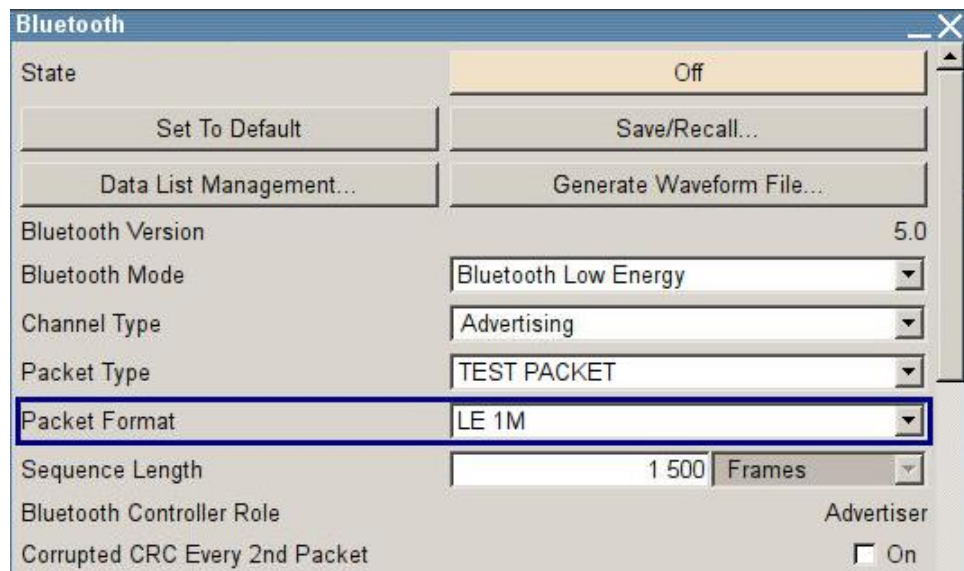 Bluetooth
State Off
Set To Default Save/Recall...
Data List Management... Generate Waveform File...
Bluetooth Version 5.0
Bluetooth Mode Bluetooth Low Energy
Channel Type Advertising
Packet Type TEST PACKET
Packet Format LE 1M
Sequence Length 1 500 Frames
Bluetooth Controller Role Advertiser
Corrupted CRC Every 2nd Packet On